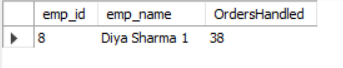 emp_id emp_name OrdersHandled
8 Diya Sharma 1 38